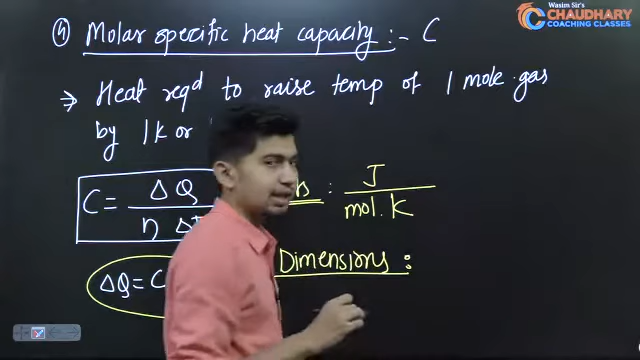 Wasim Sir's
CHAUDHARY
COACHING CLASSES
(4) Molar specific heat capacity :- C
⇒ Heat reqd to raise temp of 1 mole gas
by 1K or
C = ΔQ / n Δ
: J / mol. K
ΔQ = C
Dimensions :